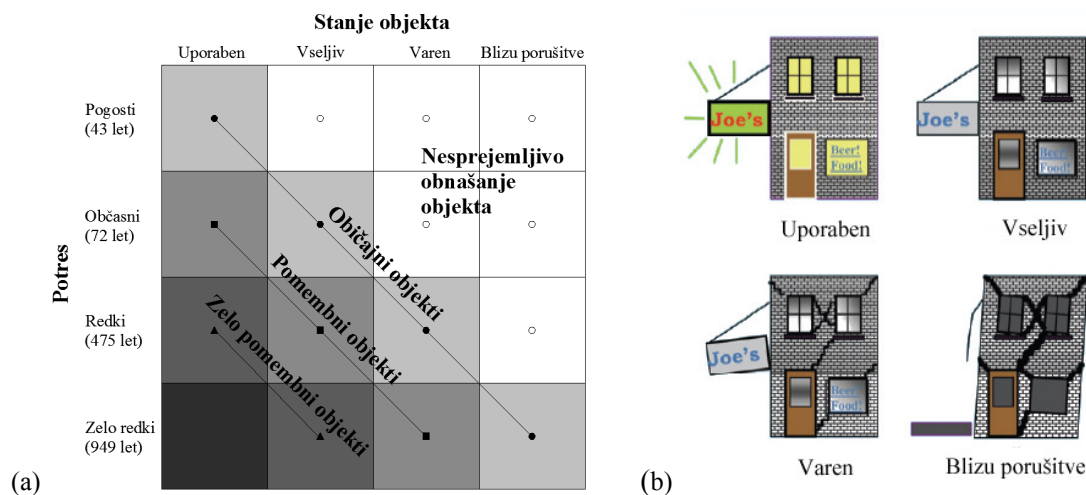 Stanje objekta
Uporaben
Vseljiv
Varen
Blizu porušitve
Potres
Pogosti
(43 let)
Občasni
(72 let)
Redki
(475 let)
Zelo redki
(949 let)
Nesprejemljivo
obnašanje
objekta
Običajni objekti
Pomembni objekti
Zelo pomembni objekti
(a)
Joe's
Beer!
Food!
Uporaben
Joe's
Beer!
Food!
Vseljiv
Joe's
Beer!
Food!
Varen
Blizu porušitve
(b)